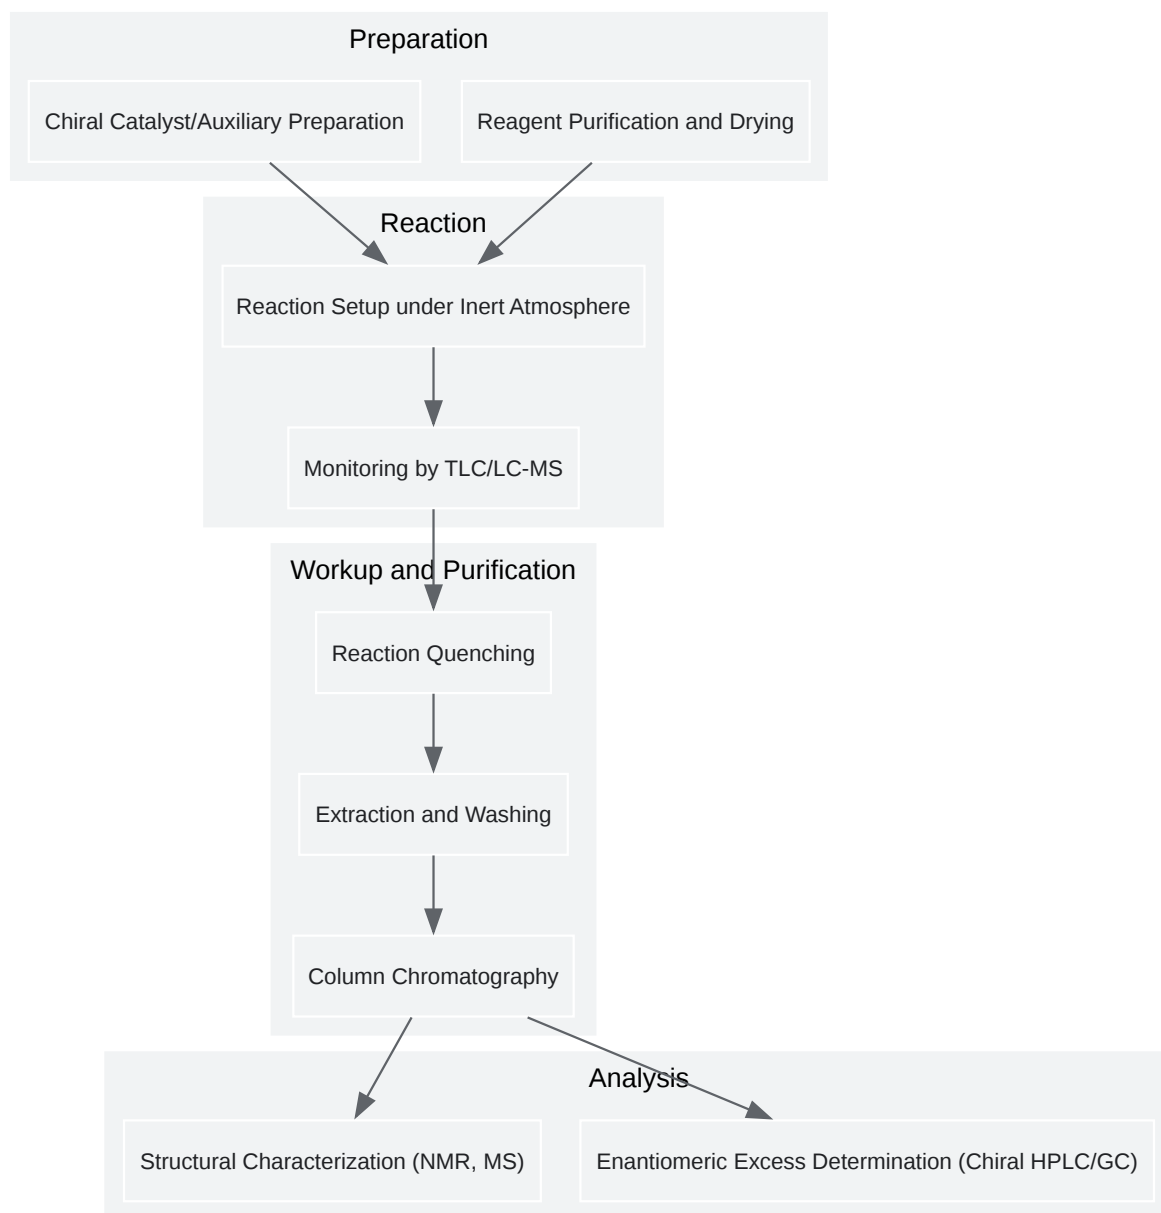 Preparation
Chiral Catalyst/Auxiliary Preparation
Reagent Purification and Drying
Reaction
Reaction Setup under Inert Atmosphere
Monitoring by TLC/LC-MS
Workup and Purification
Reaction Quenching
Extraction and Washing
Column Chromatography
Analysis
Structural Characterization (NMR, MS)
Enantiomeric Excess Determination (Chiral HPLC/GC)